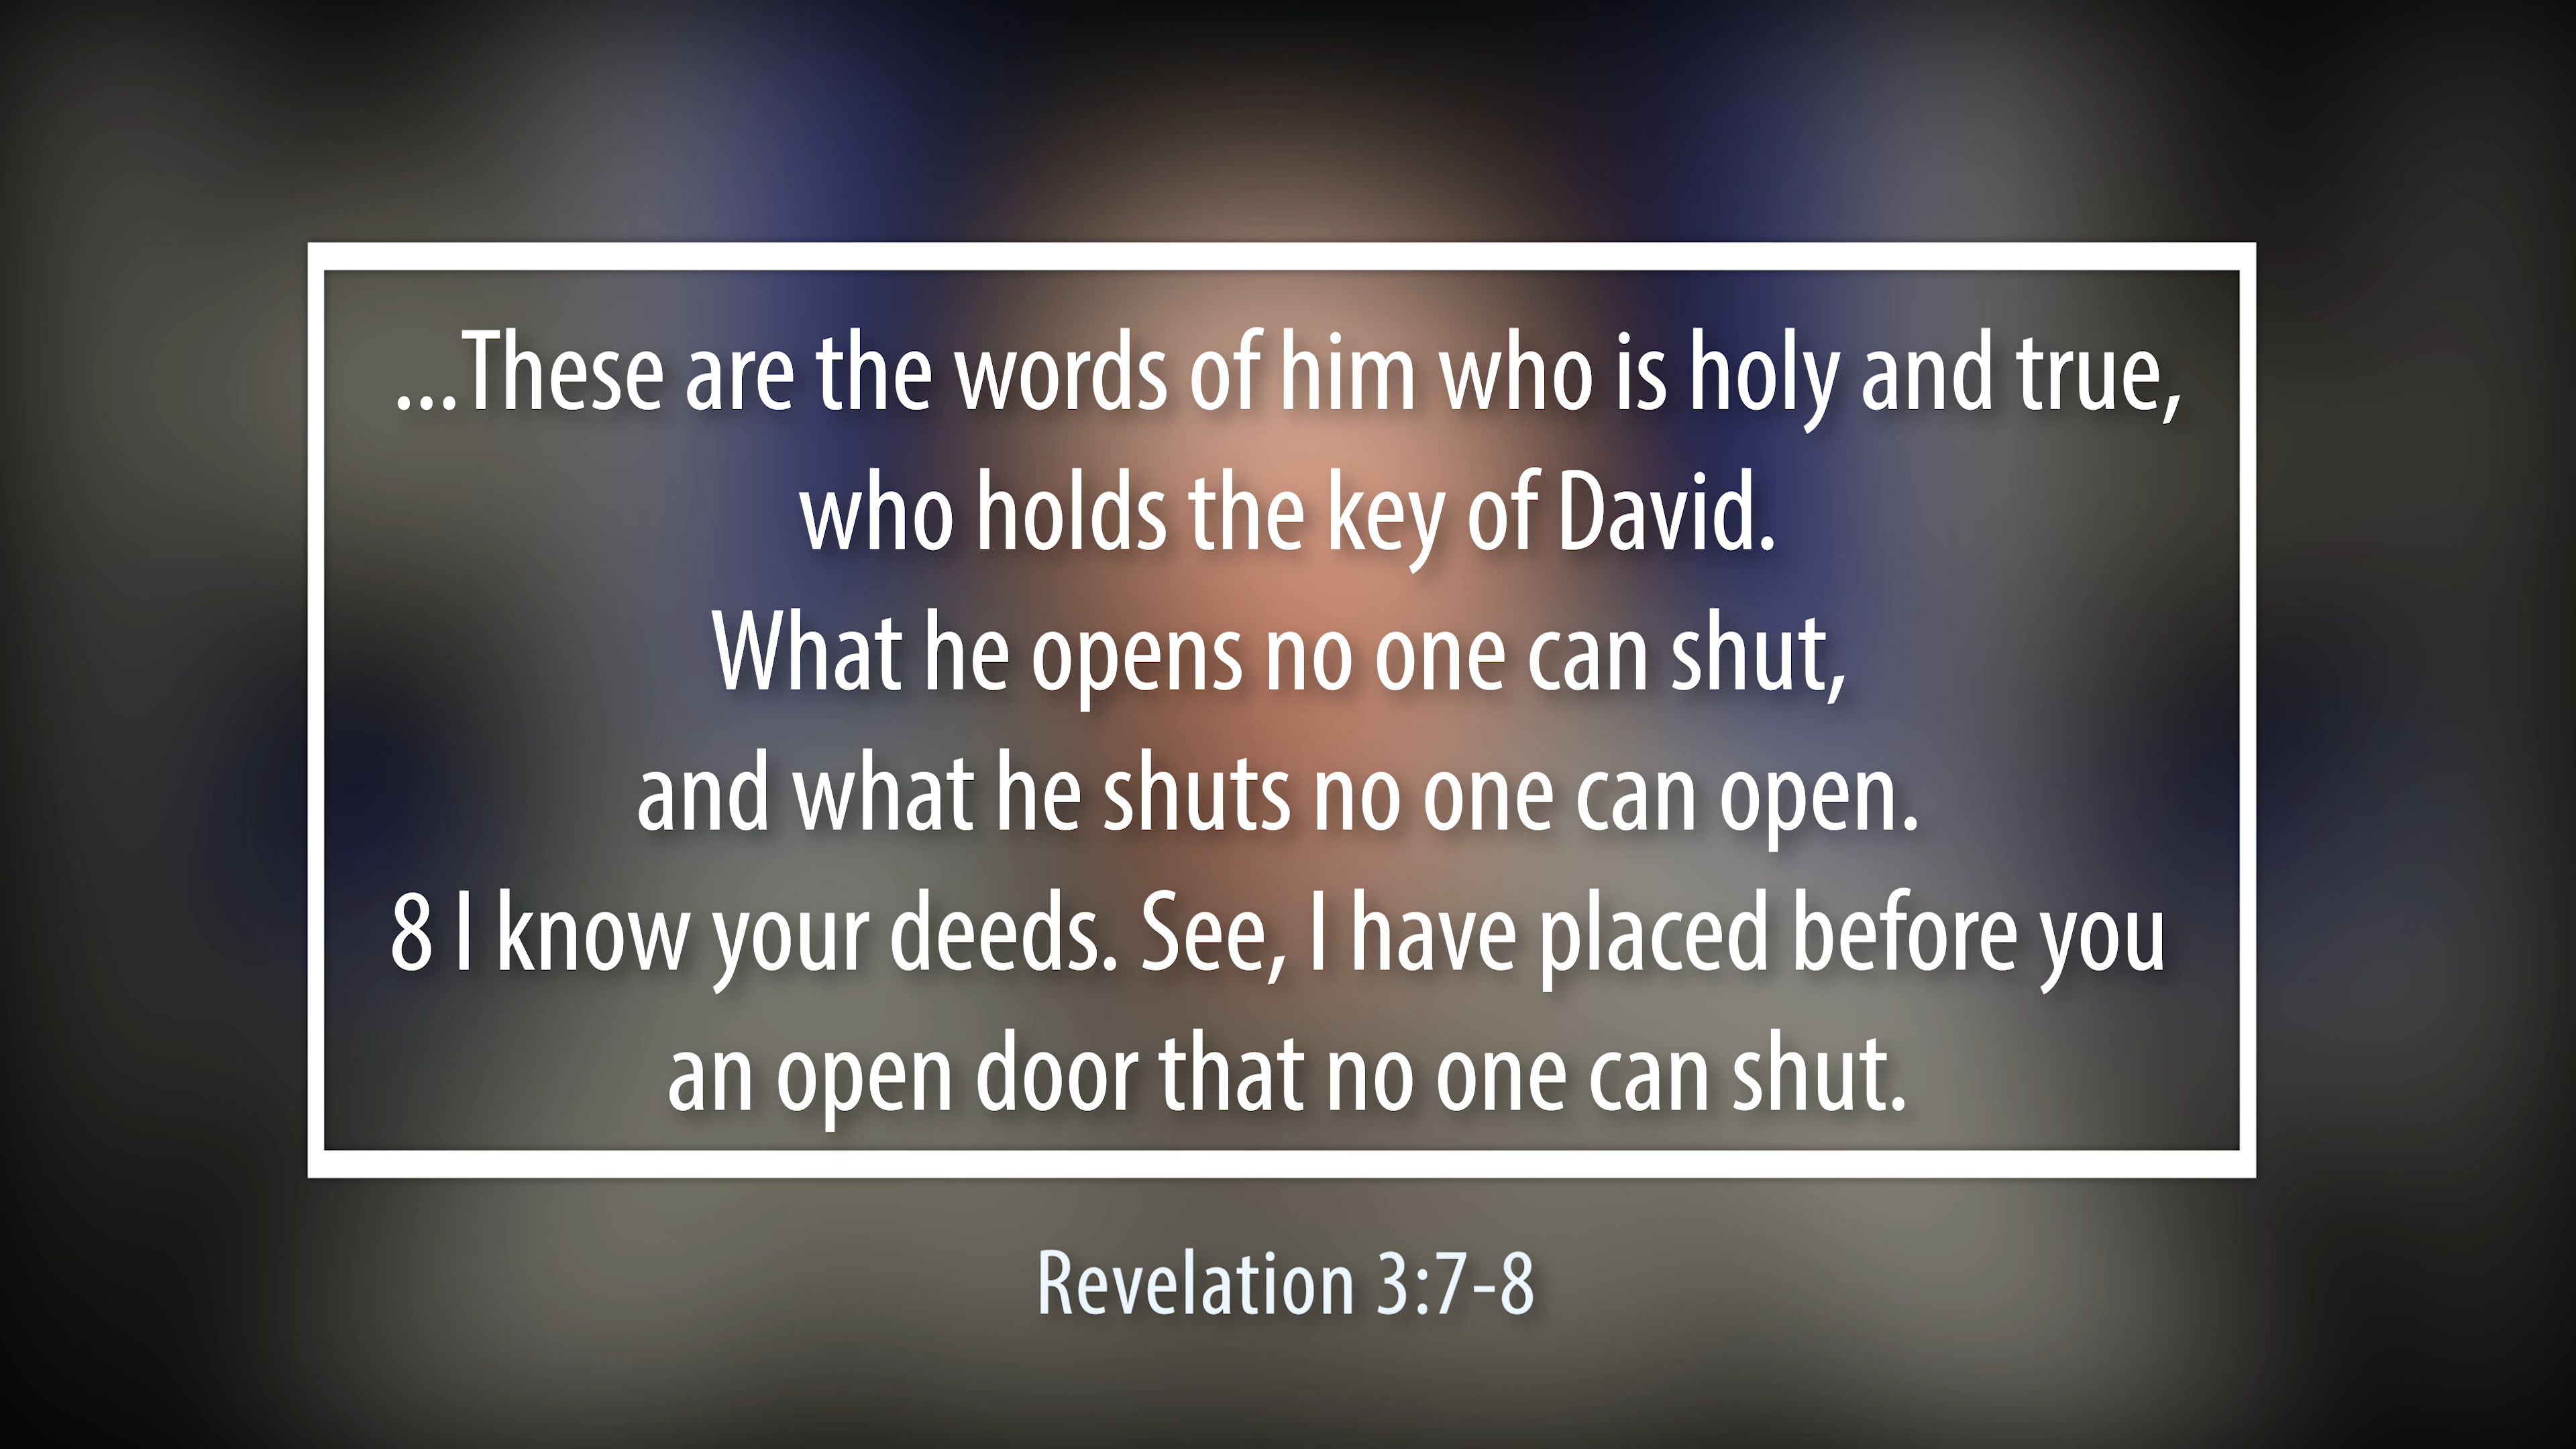 ...These are the words of him who is holy and true,
who holds the key of David.
What he opens no one can shut,
and what he shuts no one can open.
8 I know your deeds. See, I have placed before you
an open door that no one can shut.
Revelation 3:7-8